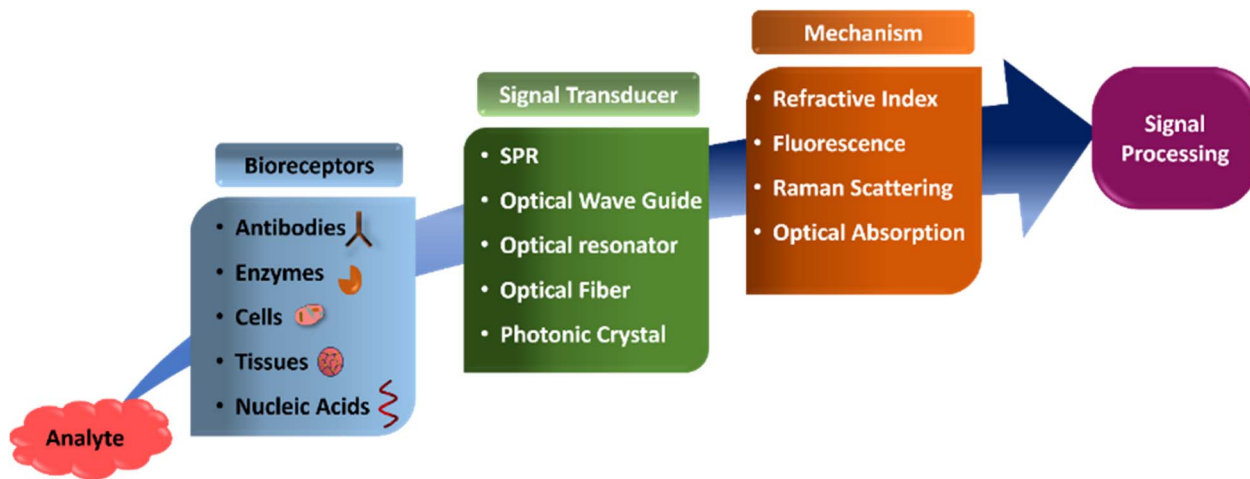 Mechanism
• Refractive Index
• Fluorescence
• Raman Scattering
• Optical Absorption
Signal Transducer
• SPR
• Optical Wave Guide
• Optical resonator
• Optical Fiber
• Photonic Crystal
Bioreceptors
• Antibodies
• Enzymes
• Cells
• Tissues
• Nucleic Acids
Analyte
Signal
Processing